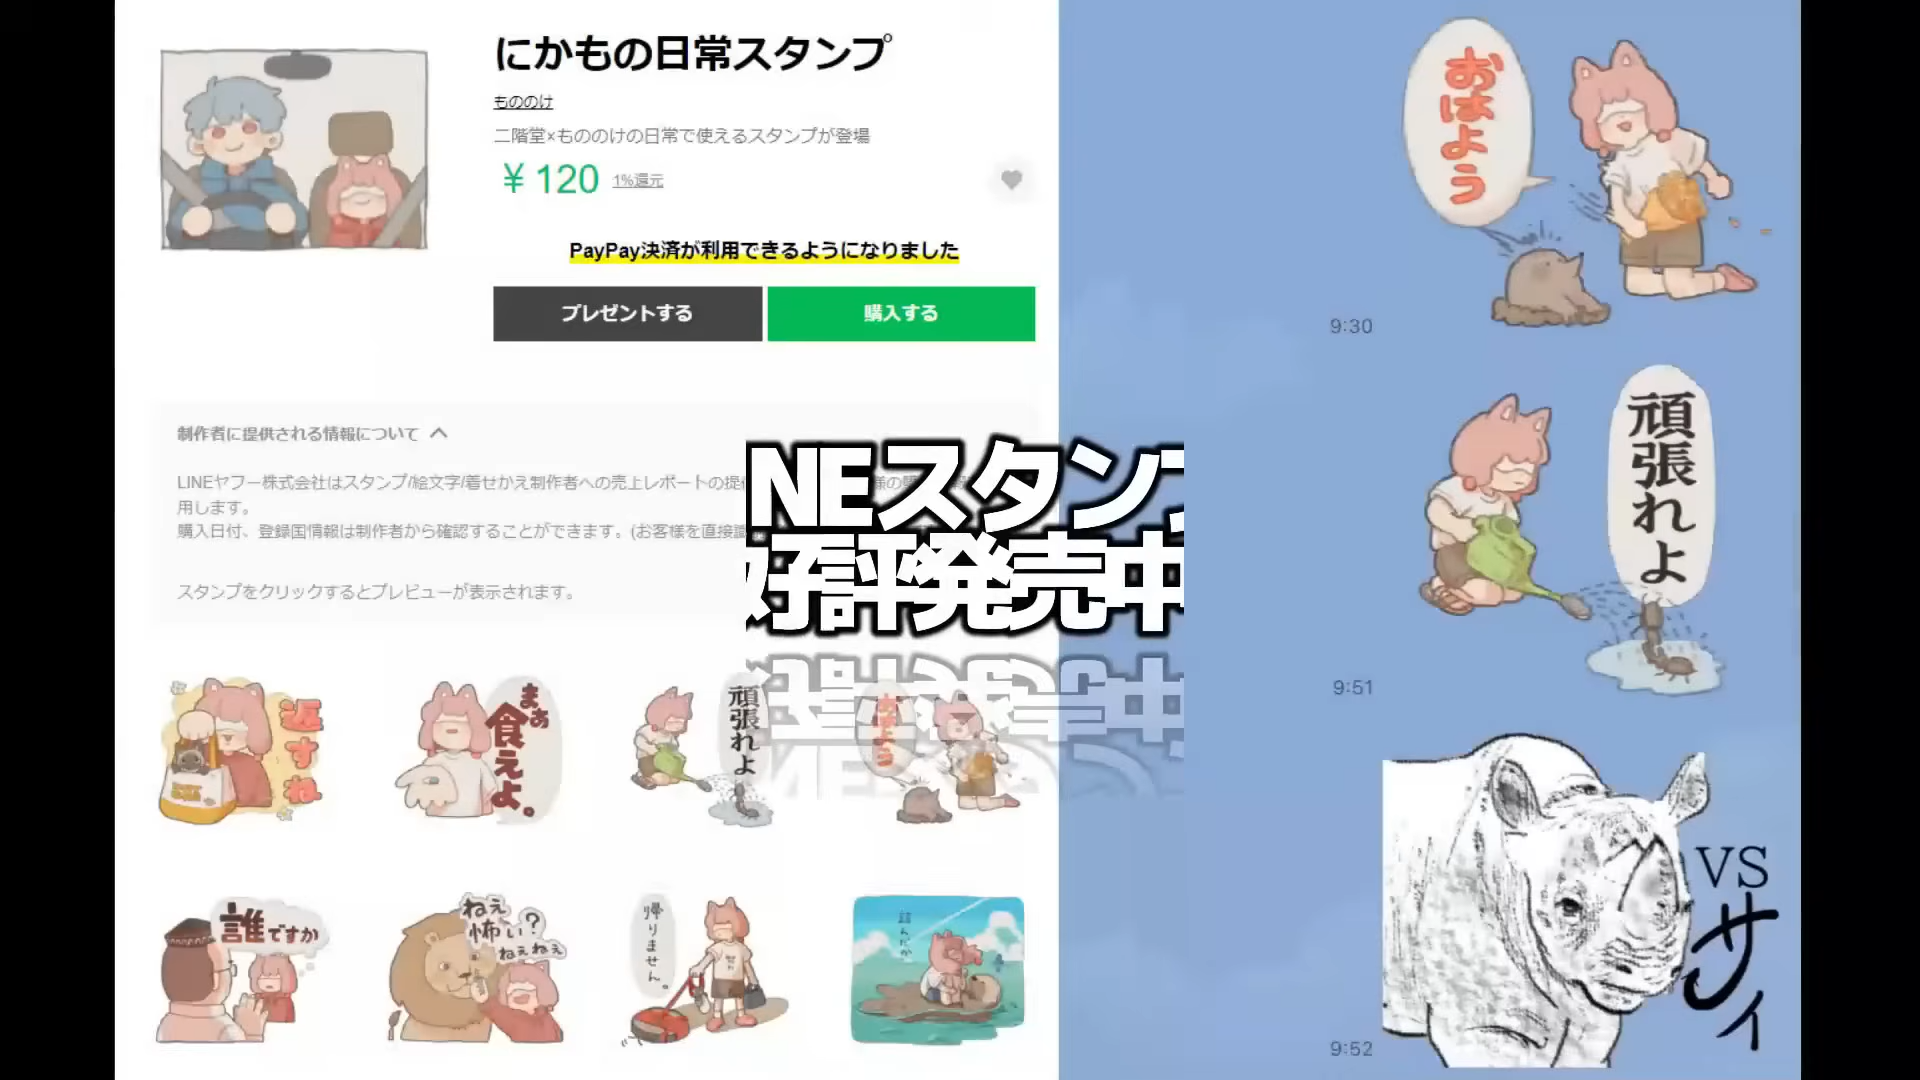 にかもの日常スタンプ
もののけ
二階堂×もののけの日常で使えるスタンプが登場
￥120 1%還元
PayPay決済が利用できるようになりました
プレゼントする
購入する
制作者に提供される情報について
LINEヤフー株式会社はスタンプ/絵文字/着せかえ制作者への売上レポートの提
用します。
購入日付、登録国情報は制作者から確認することができます。(お客様を直接
スタンプをクリックするとプレビューが表示されます。
NEスタンプ
好評発売中
返すね
まあ
食えよ。
頑張れよ
おはよう
誰ですか
ねえ
怖い?
ねえねえ
帰りません。
おはよう
9:30
頑張れよ
9:51
VS
サイ
9:52